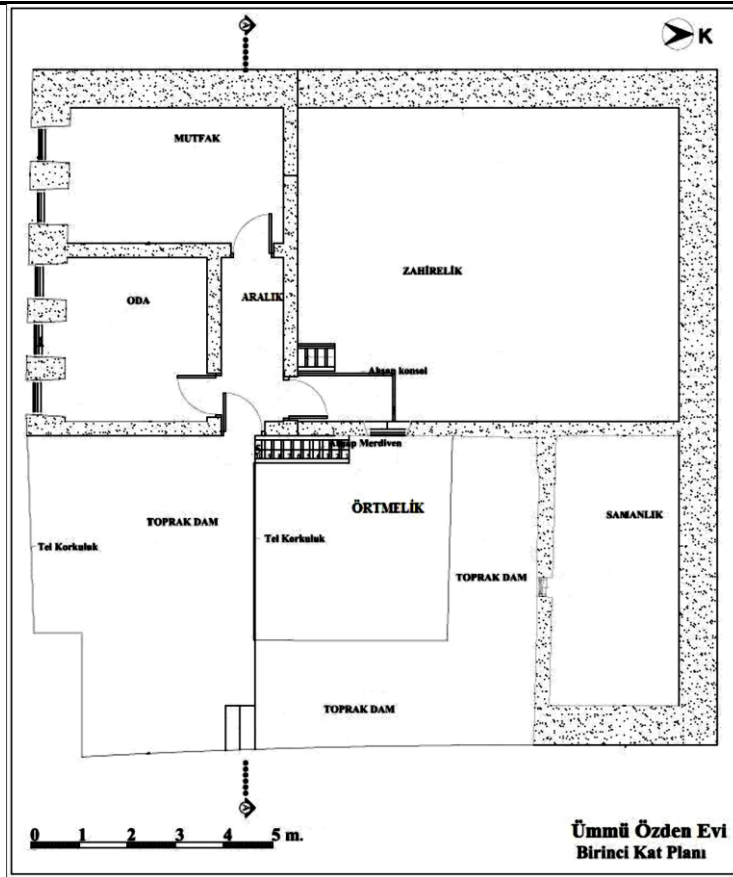 K
MUTFAK
ZAHİRELİK
ODA
ARALIK
Ahşap konsol
Ahşap Merdiven
ÖRTMELİK
SAMANLIK
TOPRAK DAM
Tel Korkuluk
Tel Korkuluk
TOPRAK DAM
TOPRAK DAM
0 1 2 3 4 5 m.
Ümmü Özden Evi
Birinci Kat Planı